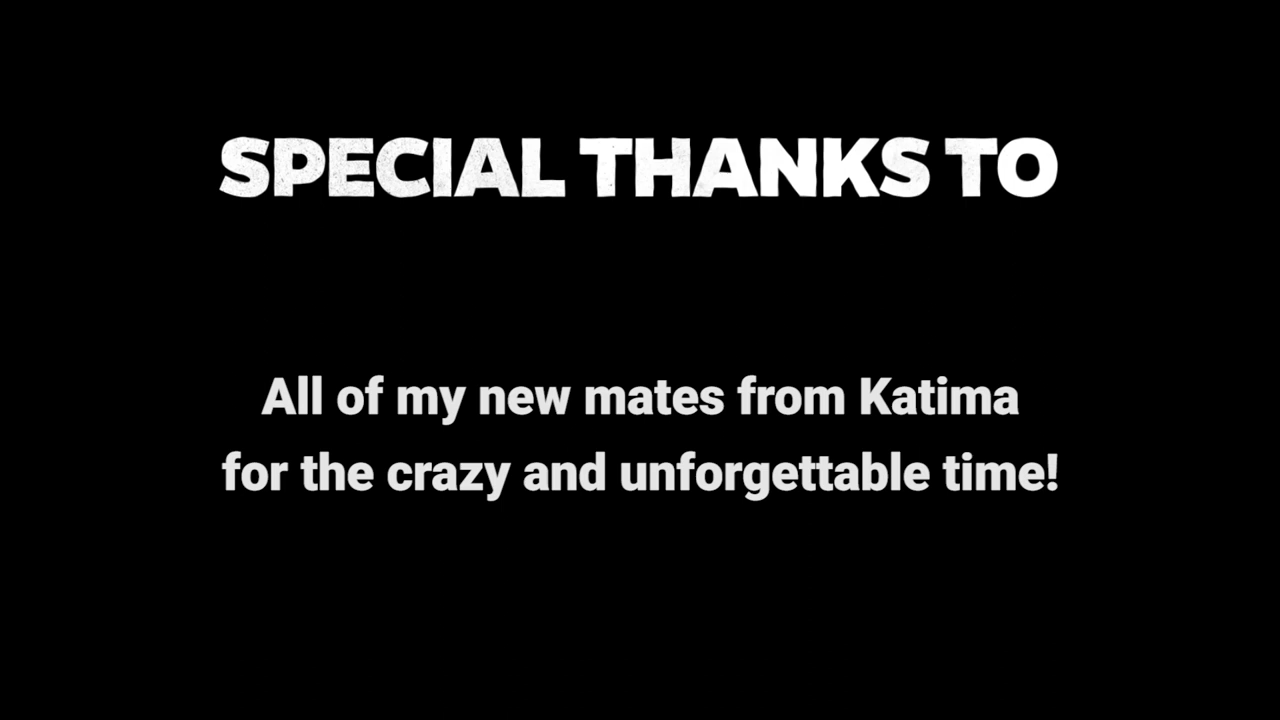 SPECIAL THANKS TO
All of my new mates from Katima
for the crazy and unforgettable time!